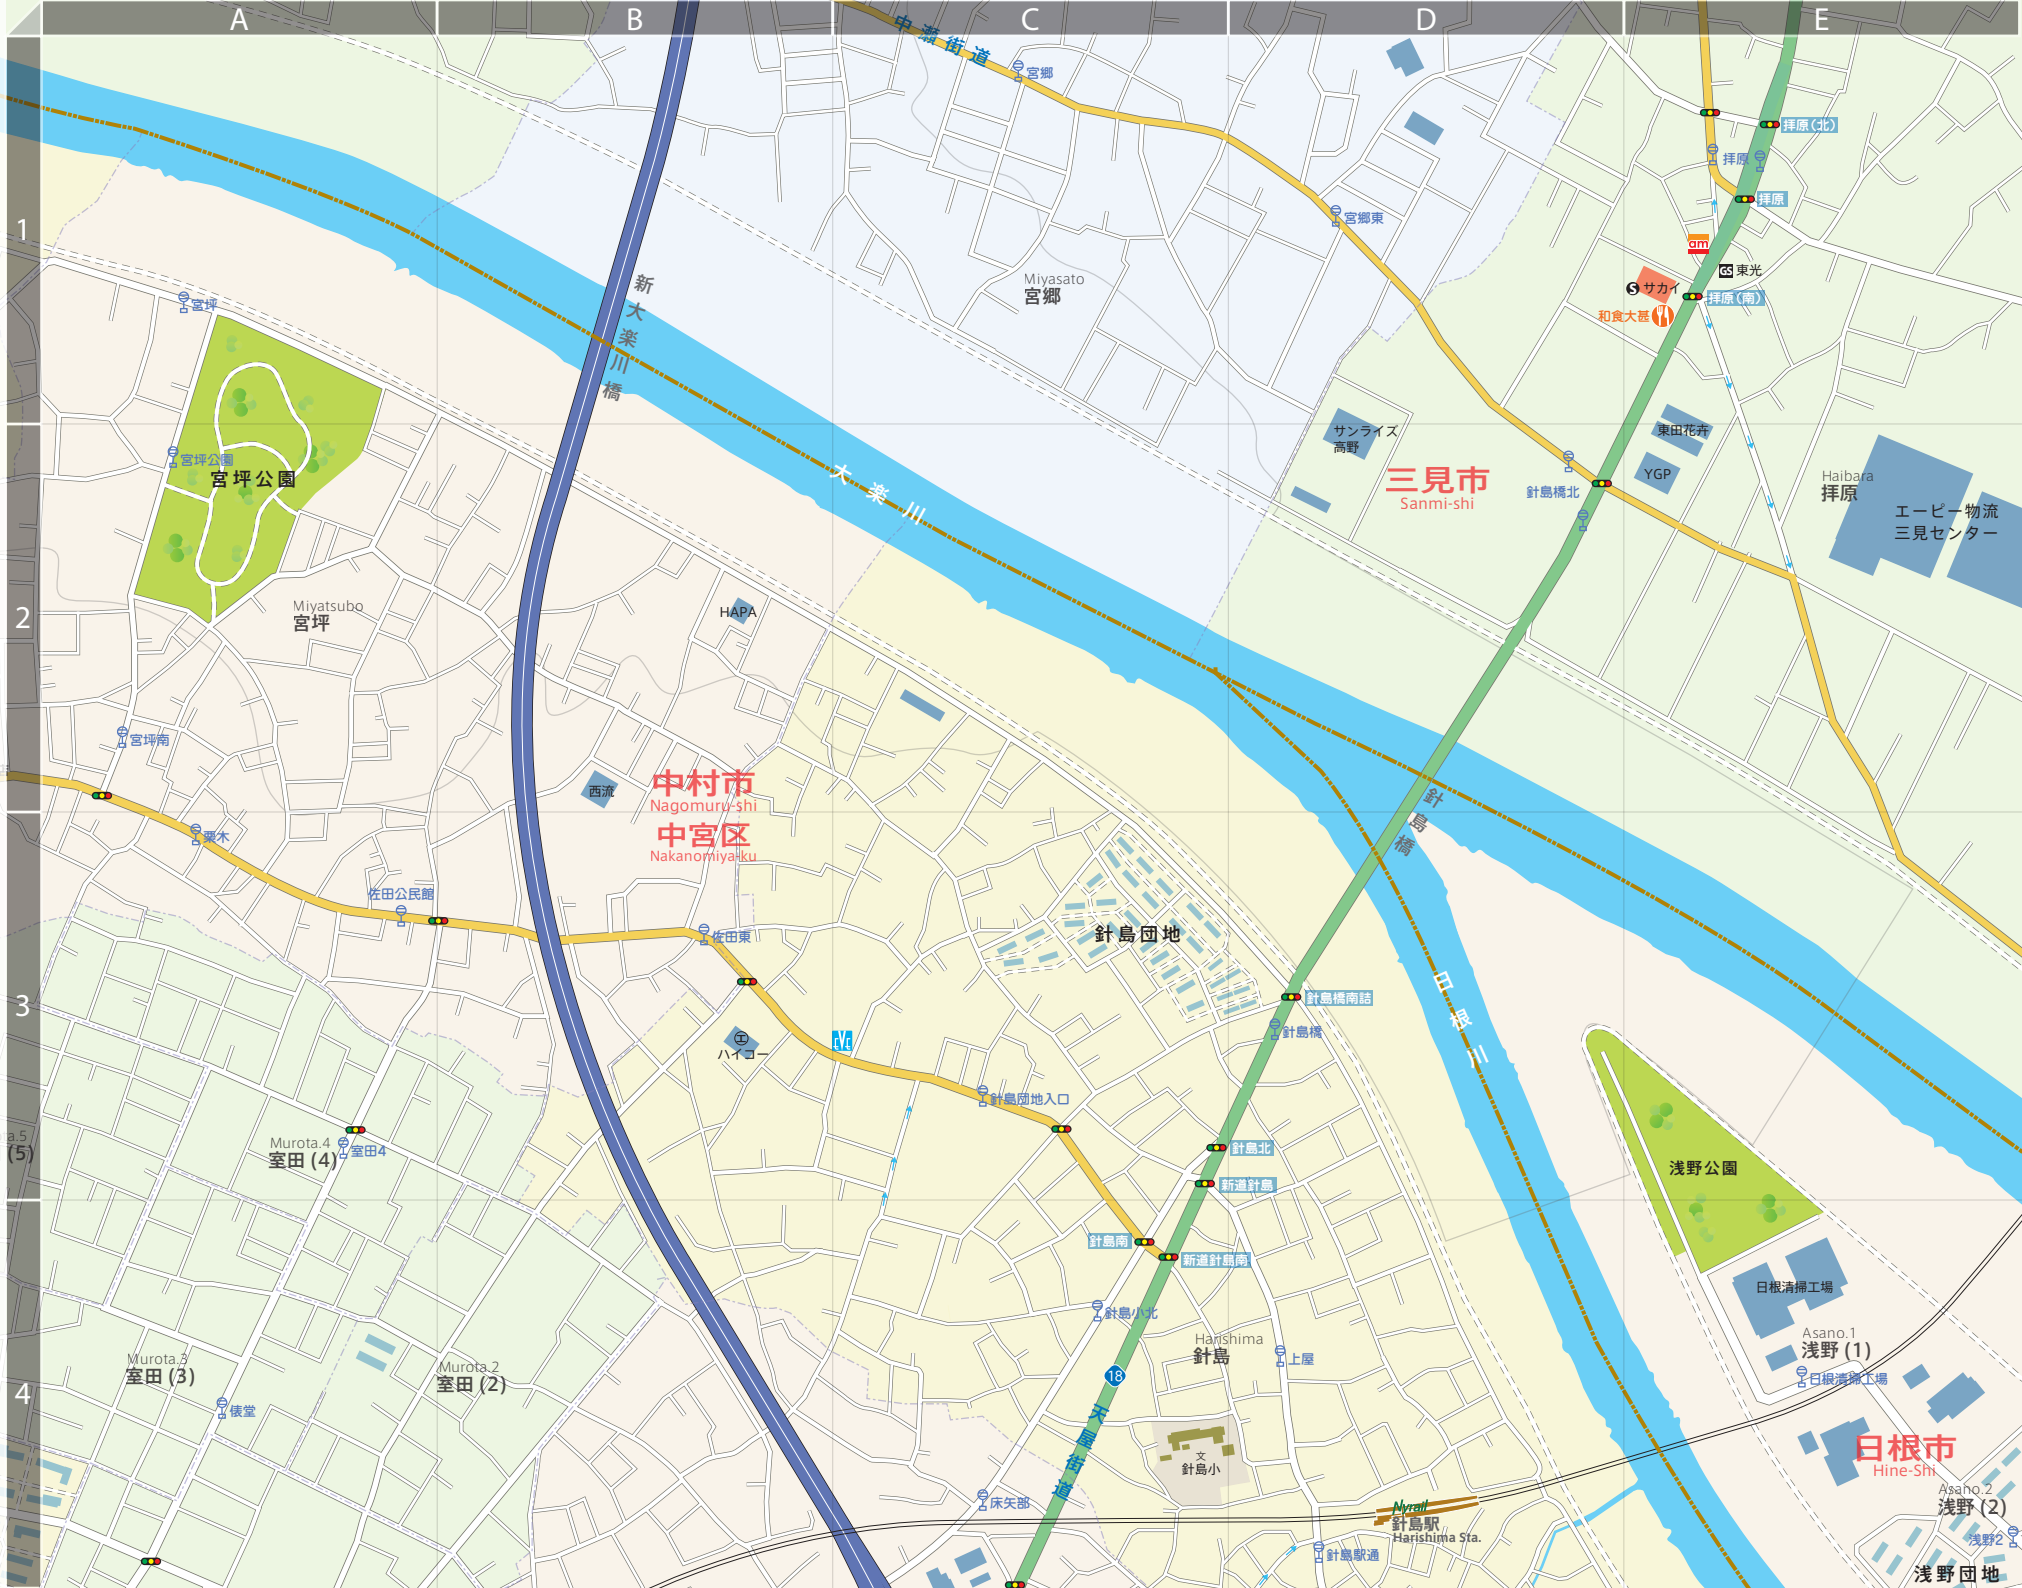 A
B
C
D
E
1
2
3
4
中瀬街道
宮郷
拝原(北)
拝原
拝原
宮郷東
am
GS 東光
S サカイ
拝原(南)
和食大甚
新大楽川橋
Miyasato
宮郷
宮坪
宮坪公園
宮坪公園
サンライズ
高野
三見市
Sanmi-shi
針島橋北
東田花卉
YGP
Haibara
拝原
エーピー物流
三見センター
大楽川
Miyatsubo
宮坪
HAPA
宮坪南
西流
中村市
Nagomuru-shi
中宮区
Nakanomiya-ku
針島橋
栗木
佐田公民館
佐田東
針島団地
針島橋南詰
針島橋
日根川
ハイコー
針島団地入口
ta.5
(5)
Murota.4
室田 (4)
室田4
針島北
新道針島
浅野公園
針島南
新道針島南
日根清掃工場
針島小北
Harishima
針島
上屋
Asano.1
浅野 (1)
日根清掃工場
Murota.3
室田 (3)
Murota.2
室田 (2)
俵堂
18
天屋街道
文
針島小
日根市
Hine-Shi
Asano.2
浅野 (2)
床矢部
Nyrail
針島駅
Harishima Sta.
針島駅通
浅野2
浅野団地